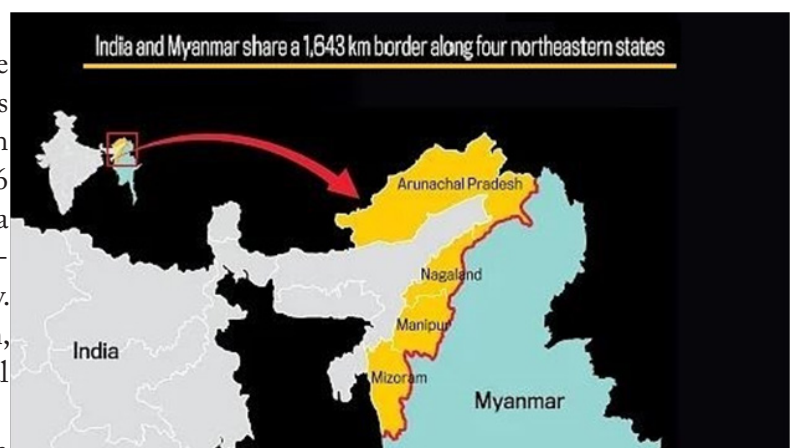 India and Myanmar share a 1,643 km border along four northeastern states
Arunachal Pradesh
Nagaland
Manipur
Mizoram
India
Myanmar